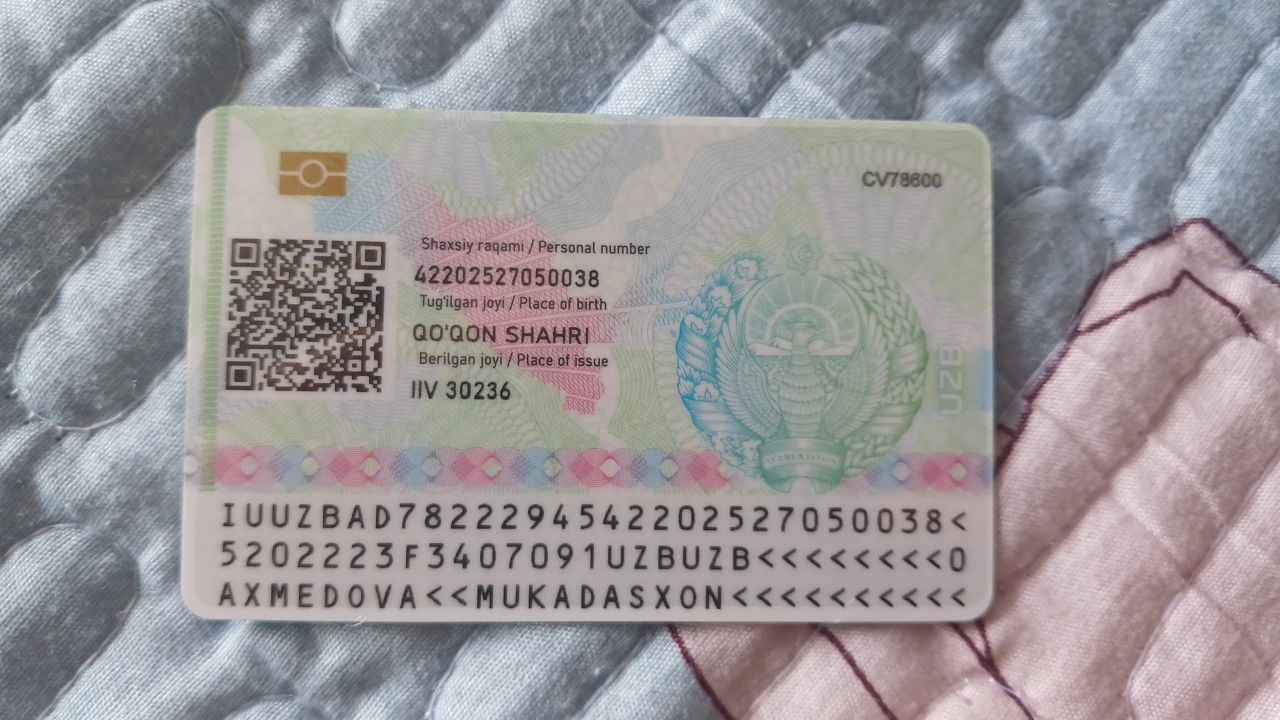 CV78600
Shaxsiy raqami / Personal number
42202527050038
Tug'ilgan joyi / Place of birth
QO'QON SHAHRI
Berilgan joyi / Place of issue
IIV 30236
UZB
O'ZBEKISTON
IUUZBAD7822294542202527050038<
5202223F3407091UZBUZB<<<<<<<<0
AXMEDOVA<<MUKADASXON<<<<<<<<<<